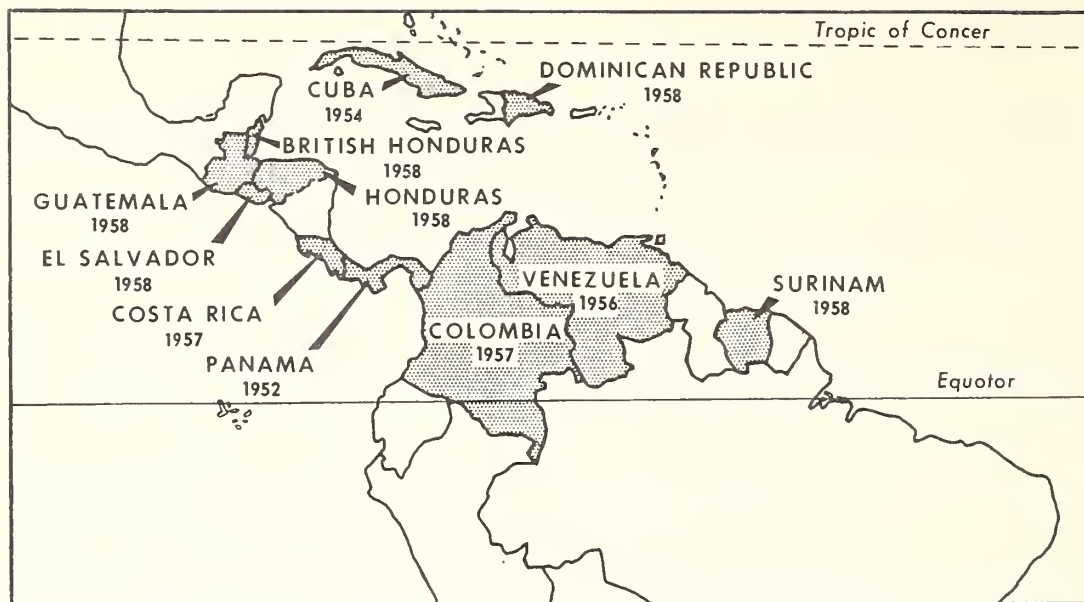 Tropic of Concer
CUBA
1954
DOMINICAN REPUBLIC
1958
BRITISH HONDURAS
1958
GUATEMALA
1958
HONDURAS
1958
EL SALVADOR
1958
COSTA RICA
1957
PANAMA
1952
VENEZUELA
1956
COLOMBIA
1957
SURINAM
1958
Equotor